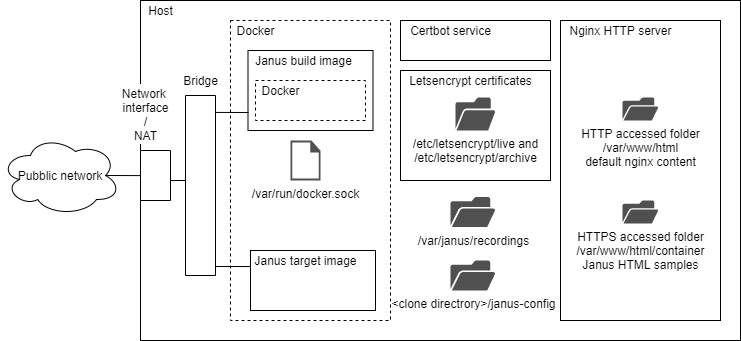 Host
Docker
Certbot service
Nginx HTTP server
Janus build image
Docker
Letsencrypt certificates
Bridge
Network
interface
/
NAT
/etc/letsencrypt/live and
/etc/letsencrypt/archive
HTTP accessed folder
/var/www/html
default nginx content
Pubblic network
/var/run/docker.sock
/var/janus/recordings
HTTPS accessed folder
/var/www/html/container
Janus HTML samples
Janus target image
<clone directrory>/janus-config